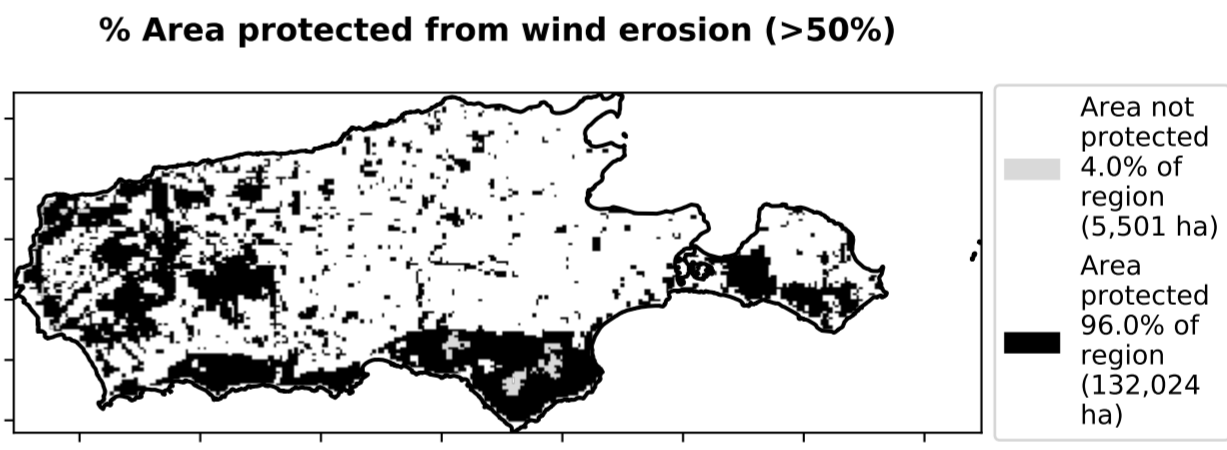 % Area protected from wind erosion (>50%)
Area not
protected
4.0% of
region
(5,501 ha)
Area
protected
96.0% of
region
(132,024
ha)